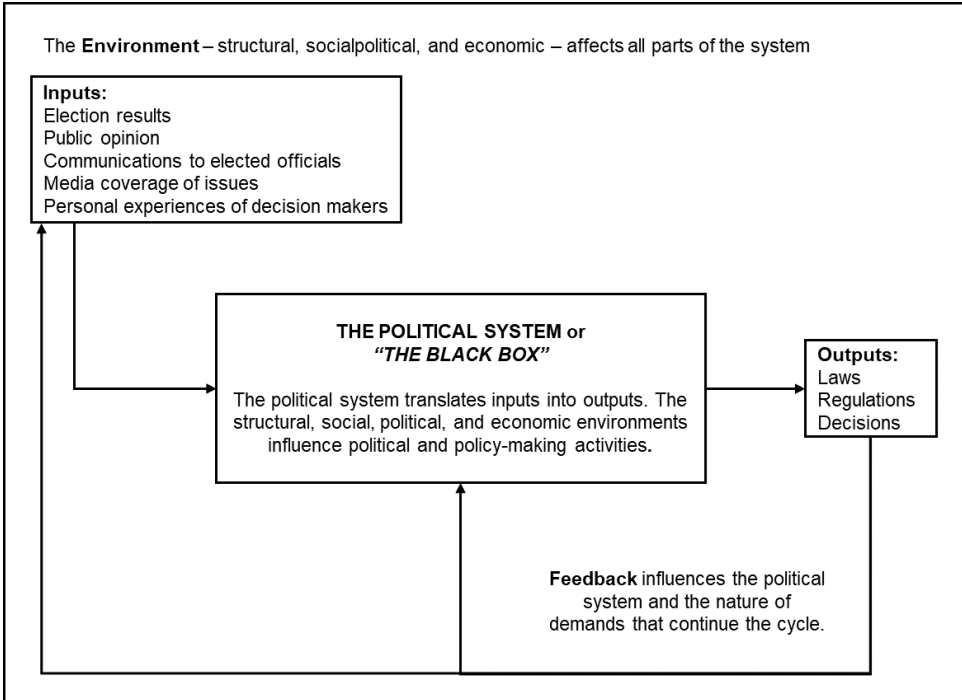 The Environment – structural, socialpolitical, and economic – affects all parts of the system
Inputs:
Election results
Public opinion
Communications to elected officials
Media coverage of issues
Personal experiences of decision makers
THE POLITICAL SYSTEM or
“THE BLACK BOX”
The political system translates inputs into outputs. The
structural, social, political, and economic environments
influence political and policy-making activities.
Outputs:
Laws
Regulations
Decisions
Feedback influences the political
system and the nature of
demands that continue the cycle.